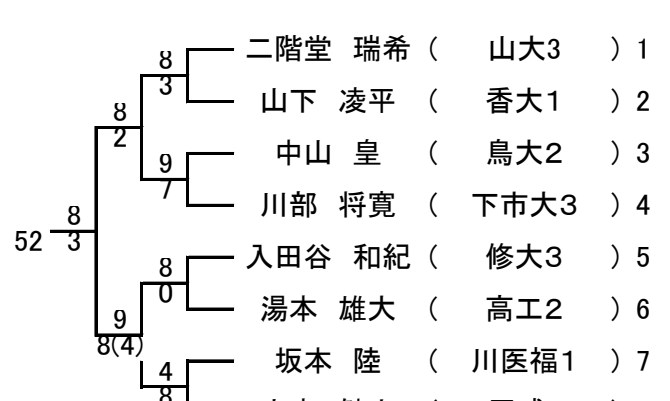 8
二階堂 瑞希 ( 山大3 ) 1
3
8
山下 凌平 ( 香大1 ) 2
2
9
中山 皇 ( 鳥大2 ) 3
7
川部 将寛 ( 下市大3 ) 4
8
52
3
入田谷 和紀 ( 修大3 ) 5
8
0
湯本 雄大 ( 高工2 ) 6
9
8(4)
坂本 陸 ( 川医福1 ) 7
4
8